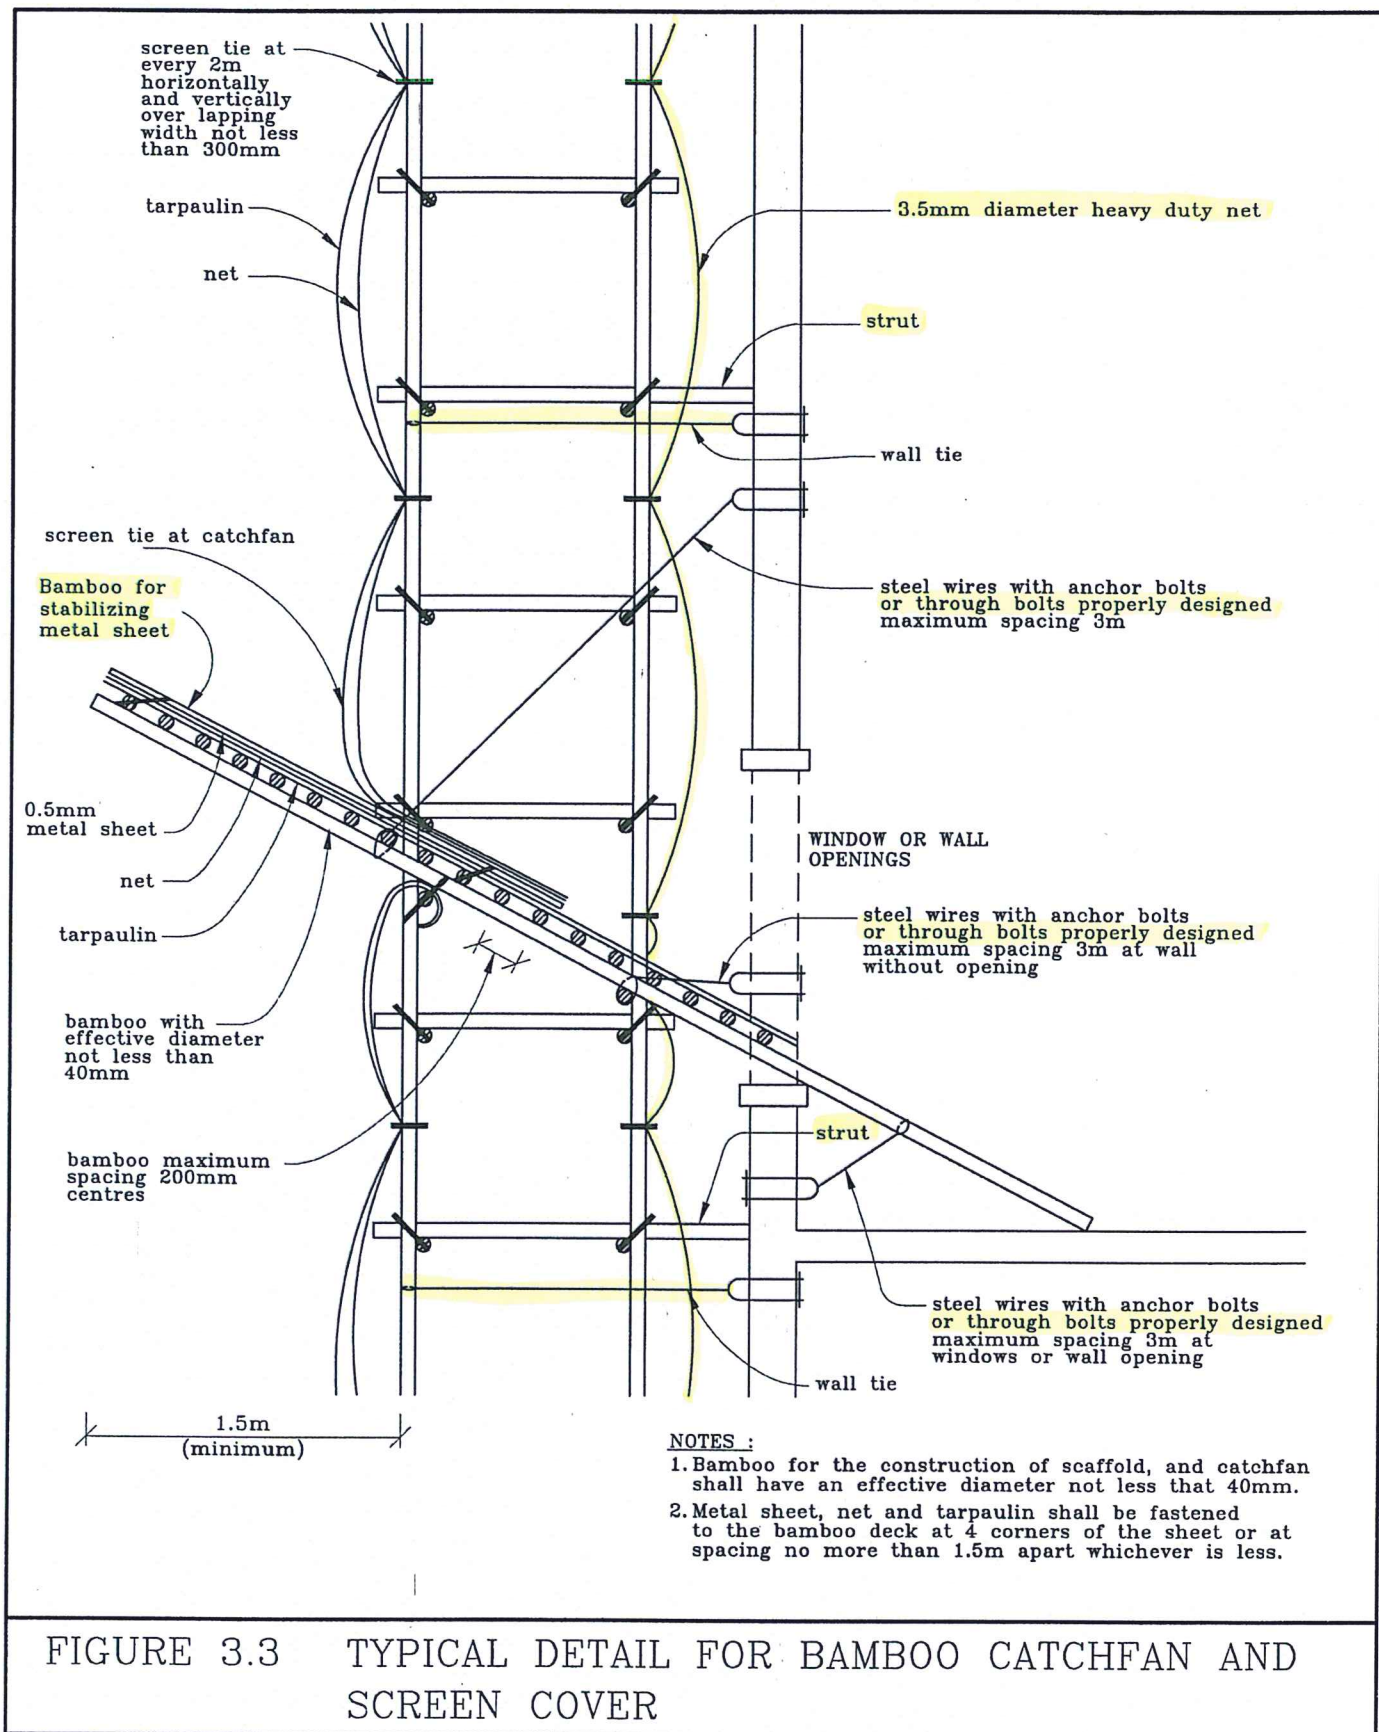 screen tie at
every 2m
horizontally
and vertically
over lapping
width not less
than 300mm
tarpaulin
net
3.5mm diameter heavy duty net
strut
wall tie
screen tie at catchfan
Bamboo for
stabilizing
metal sheet
steel wires with anchor bolts
or through bolts properly designed
maximum spacing 3m
0.5mm
metal sheet
net
tarpaulin
WINDOW OR WALL
OPENINGS
steel wires with anchor bolts
or through bolts properly designed
maximum spacing 3m at wall
without opening
bamboo with
effective diameter
not less than
40mm
strut
bamboo maximum
spacing 200mm
centres
steel wires with anchor bolts
or through bolts properly designed
maximum spacing 3m at
windows or wall opening
wall tie
1.5m
(minimum)
NOTES :
1. Bamboo for the construction of scaffold, and catchfan
shall have an effective diameter not less that 40mm.
2. Metal sheet, net and tarpaulin shall be fastened
to the bamboo deck at 4 corners of the sheet or at
spacing no more than 1.5m apart whichever is less.
FIGURE 3.3 TYPICAL DETAIL FOR BAMBOO CATCHFAN AND
SCREEN COVER